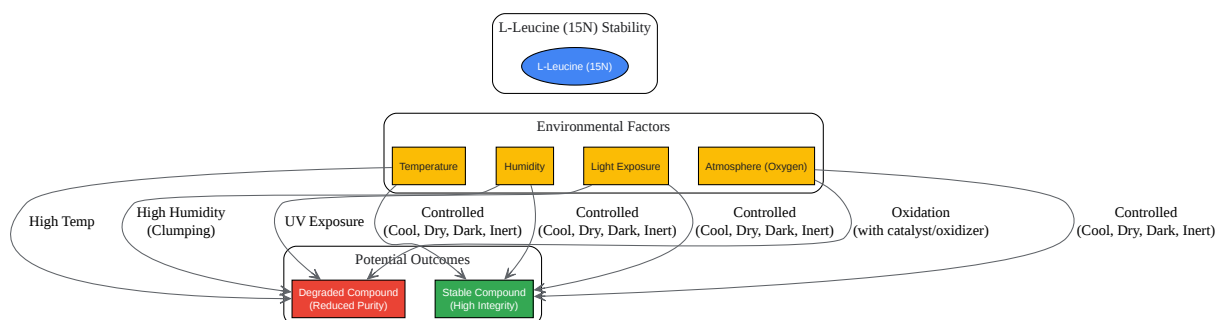 L-Leucine (15N) Stability
L-Leucine (15N)
Environmental Factors
Temperature
Humidity
Light Exposure
Atmosphere (Oxygen)
High Temp
High Humidity
(Clumping)
UV Exposure
Controlled
(Cool, Dry, Dark, Inert)
Controlled
(Cool, Dry, Dark, Inert)
Controlled
(Cool, Dry, Dark, Inert)
Oxidation
(with catalyst/oxidizer)
Controlled
(Cool, Dry, Dark, Inert)
Potential Outcomes
Degraded Compound
(Reduced Purity)
Stable Compound
(High Integrity)